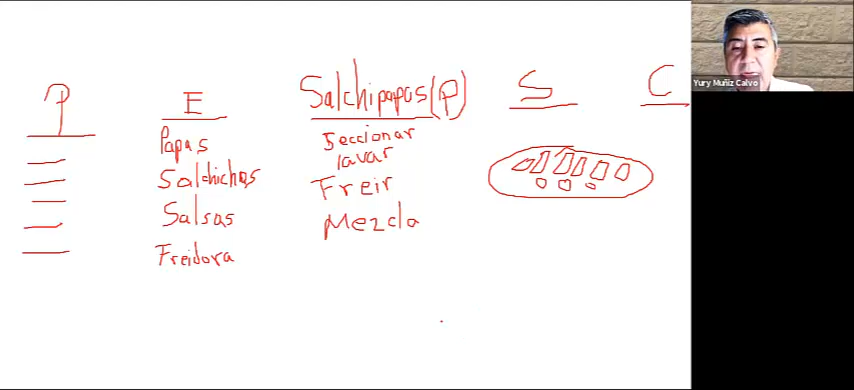 P
E
Salchipapas(P)
S
C
Papas
Salchichas
Salsas
Freidora
Seccionar
lavar
Freir
Mezcla
Yury Muñiz Calvo